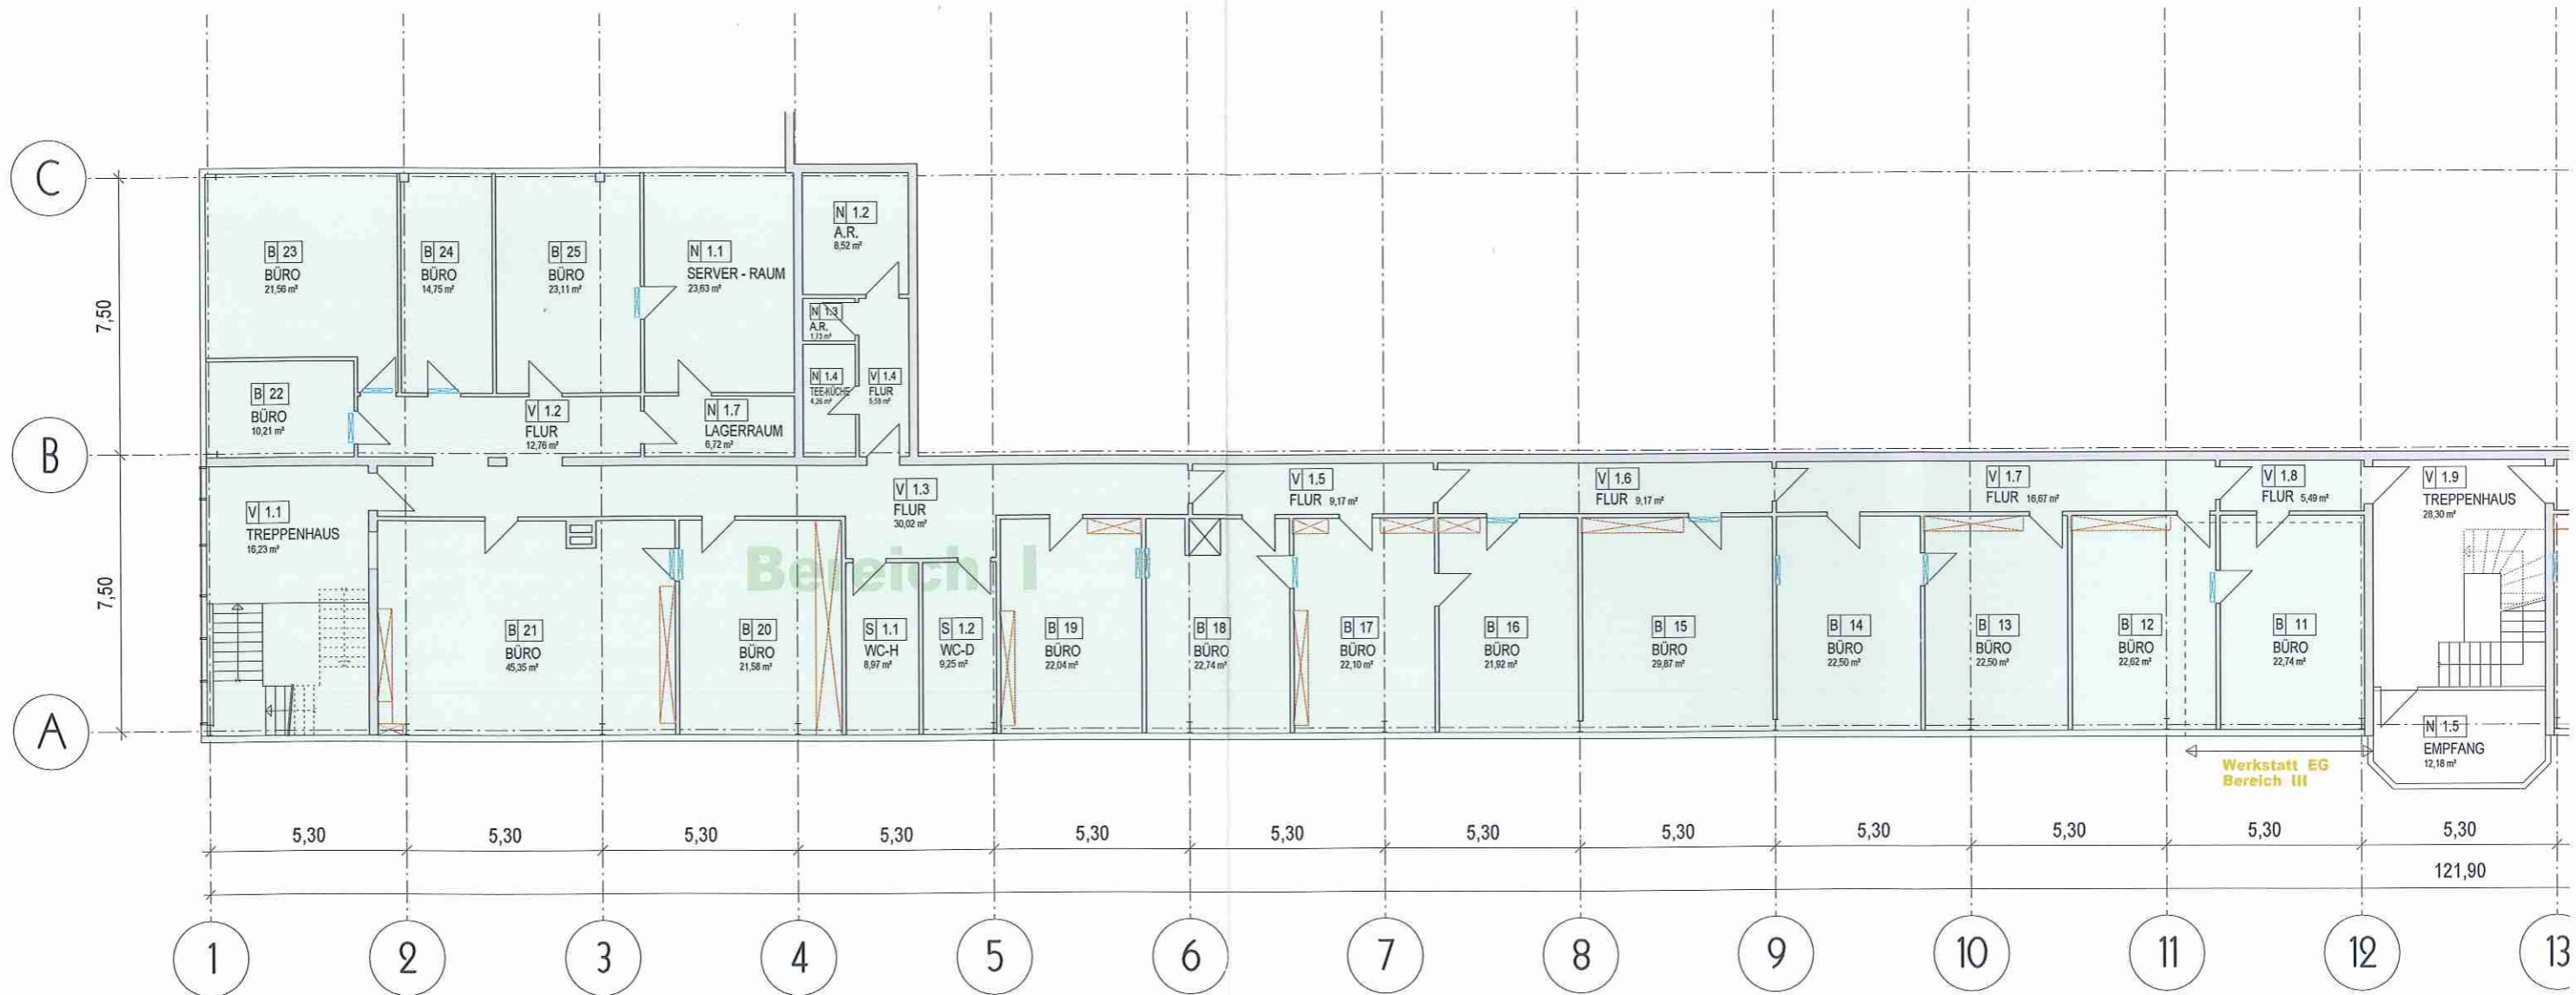 C
B
A
7,50
7,50
B 23
BÜRO
21,56 m²
B 24
BÜRO
14,75 m²
B 25
BÜRO
23,11 m²
N 1.1
SERVER - RAUM
23,63 m²
N 1.2
A.R.
8,52 m²
N 1.3
A.R.
1,73 m²
N 1.4
TEE-KÜCHE
4,26 m²
V 1.4
FLUR
B 22
BÜRO
10,21 m²
V 1.2
FLUR
12,76 m²
N 1.7
LAGERRAUM
6,72 m²
V 1.1
TREPPENHAUS
16,23 m²
V 1.3
FLUR
30,02 m²
V 1.5
FLUR 9,17 m²
V 1.6
FLUR 9,17 m²
V 1.7
FLUR 16,67 m²
V 1.8
FLUR 5,49 m²
V 1.9
TREPPENHAUS
28,30 m²
Bereich I
B 21
BÜRO
45,35 m²
B 20
BÜRO
21,58 m²
S 1.1
WC-H
8,97 m²
S 1.2
WC-D
9,25 m²
B 19
BÜRO
22,04 m²
B 18
BÜRO
22,74 m²
B 17
BÜRO
22,10 m²
B 16
BÜRO
21,92 m²
B 15
BÜRO
29,87 m²
B 14
BÜRO
22,50 m²
B 13
BÜRO
22,50 m²
B 12
BÜRO
22,62 m²
B 11
BÜRO
22,74 m²
N 1.5
EMPFANG
12,18 m²
Werkstatt EG
Bereich III
5,30 5,30 5,30 5,30 5,30 5,30 5,30 5,30 5,30 5,30 5,30 5,30
121,90
1 2 3 4 5 6 7 8 9 10 11 12 13